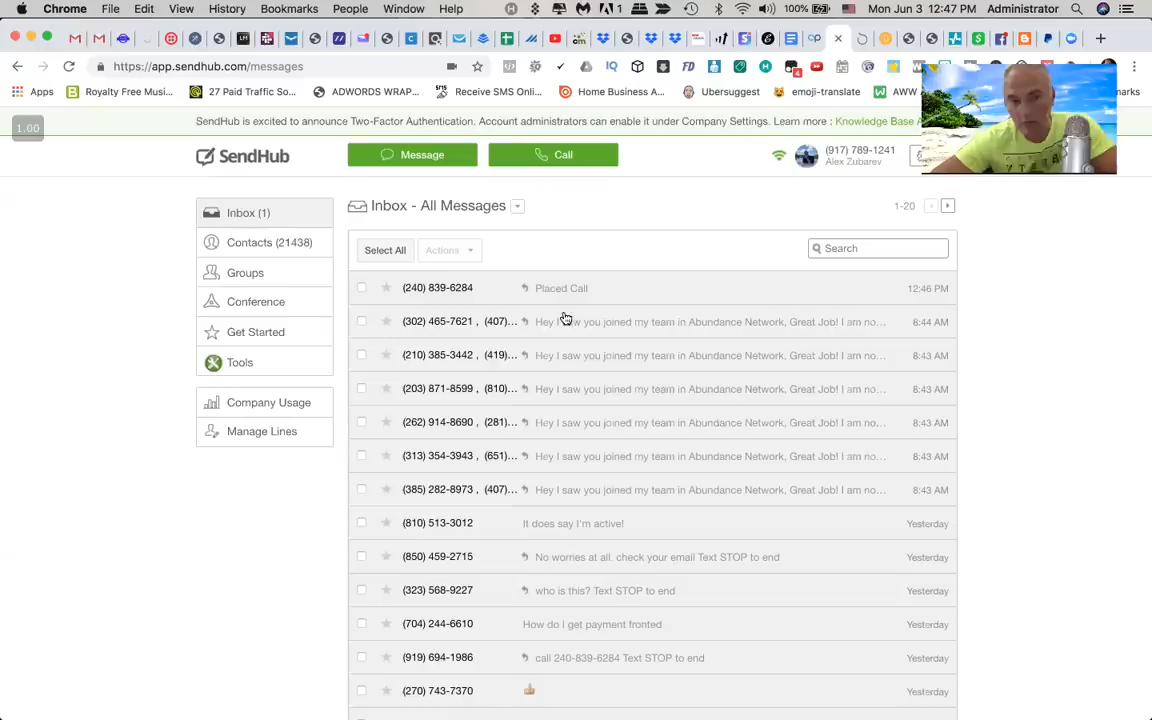 Chrome File Edit View History Bookmarks People Window Help 1 100% Mon Jun 3 12:47 PM Administrator
https://app.sendhub.com/messages
Apps Royalty Free Musi... 27 Paid Traffic So... ADWORDS WRAP... Receive SMS Onli... Home Business A... Ubersuggest emoji-translate AWW
SendHub is excited to announce Two-Factor Authentication. Account administrators can enable it under Company Settings. Learn more : Knowledge Base
1.00
SendHub Message Call (917) 789-1241
Alex Zubarev
Inbox (1)
Contacts (21438)
Groups
Conference
Get Started
Tools
Company Usage
Manage Lines
Inbox - All Messages 1-20
Select All Actions Search
(240) 839-6284 Placed Call 12:46 PM
(302) 465-7621 , (407)... Hey I saw you joined my team in Abundance Network, Great Job! I am no... 8:44 AM
(210) 385-3442 , (419)... Hey I saw you joined my team in Abundance Network, Great Job! I am no... 8:43 AM
(203) 871-8599 , (810)... Hey I saw you joined my team in Abundance Network, Great Job! I am no... 8:43 AM
(262) 914-8690 , (281)... Hey I saw you joined my team in Abundance Network, Great Job! I am no... 8:43 AM
(313) 354-3943 , (651)... Hey I saw you joined my team in Abundance Network, Great Job! I am no... 8:43 AM
(385) 282-8973 , (407)... Hey I saw you joined my team in Abundance Network, Great Job! I am no... 8:43 AM
(810) 513-3012 It does say I'm active! Yesterday
(850) 459-2715 No worries at all. check your email Text STOP to end Yesterday
(323) 568-9227 who is this? Text STOP to end Yesterday
(704) 244-6610 How do I get payment fronted Yesterday
(919) 694-1986 call 240-839-6284 Text STOP to end Yesterday
(270) 743-7370 👍🏼 Yesterday